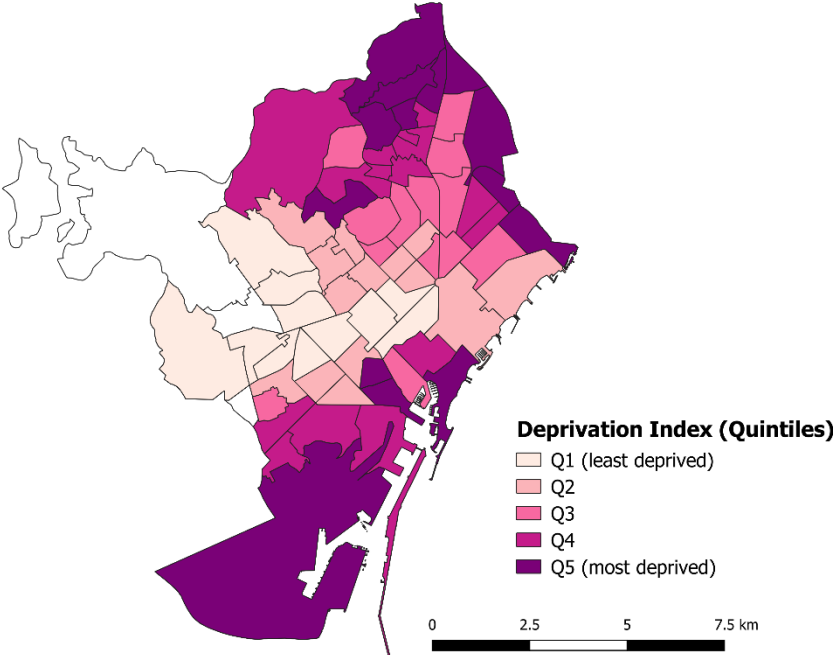 Deprivation Index (Quintiles)
Q1 (least deprived)
Q2
Q3
Q4
Q5 (most deprived)
0 2.5 5 7.5 km